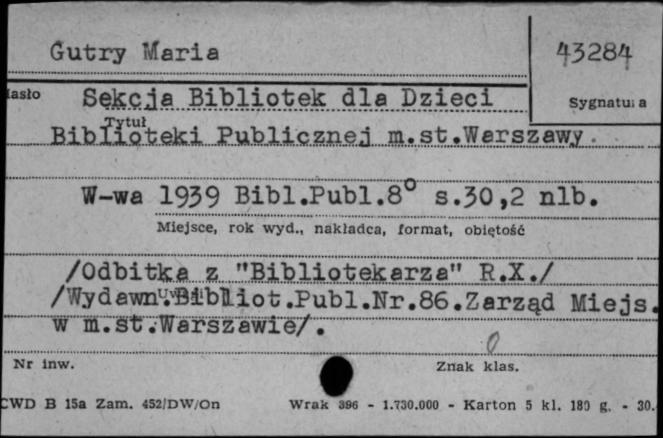 Gutry Maria
43284
asło Sekcja Bibliotek dla Dzieci
Sygnatura
Tytuł
Biblioteki Publicznej m.st.Warszawy.
W-wa 1939 Bibl.Publ.8° s.30,2 nlb.
Miejsce, rok wyd., nakładca, format, objętość
/Odbitka z "Bibliotekarza" R.X./
/Wydawn. Bibliot.Publ.Nr.86.Zarząd Miejs.
w m.st.Warszawie/.
0
Nr inw.
Znak klas.
CWD B 15a Zam. 452/DW/On Wrak 396 - 1.730.000 - Karton 5 kl. 180 g. - 30.